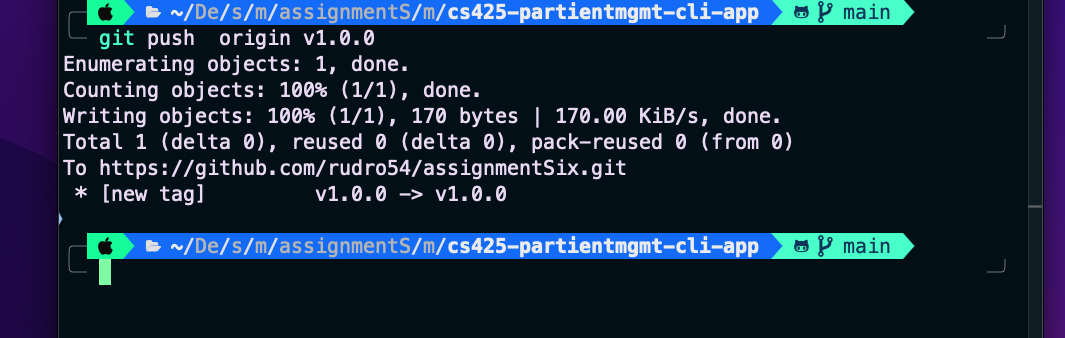 ~/De/s/m/assignmentS/m/cs425-partientmgmt-cli-app main
git push  origin v1.0.0
Enumerating objects: 1, done.
Counting objects: 100% (1/1), done.
Writing objects: 100% (1/1), 170 bytes | 170.00 KiB/s, done.
Total 1 (delta 0), reused 0 (delta 0), pack-reused 0 (from 0)
To https://github.com/rudro54/assignmentSix.git
 * [new tag]         v1.0.0 -> v1.0.0
~/De/s/m/assignmentS/m/cs425-partientmgmt-cli-app main